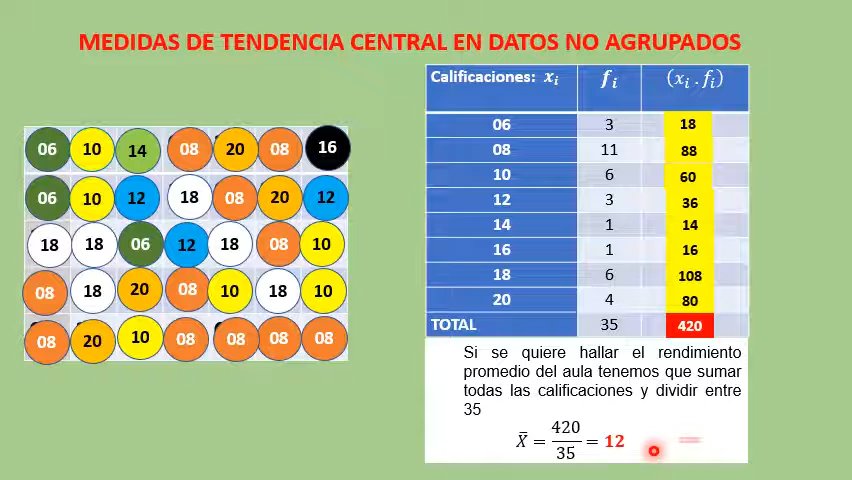 MEDIDAS DE TENDENCIA CENTRAL EN DATOS NO AGRUPADOS
06 10 14 08 20 08 16
06 10 12 18 08 20 12
18 18 06 12 18 08 10
08 18 20 08 10 18 10
08 20 10 08 08 08 08
Calificaciones: xᵢ fᵢ (xᵢ . fᵢ)
06 3 18
08 11 88
10 6 60
12 3 36
14 1 14
16 1 16
18 6 108
20 4 80
TOTAL 35 420
Si se quiere hallar el rendimiento
promedio del aula tenemos que sumar
todas las calificaciones y dividir entre
35
X̄ = 420/35 = 12